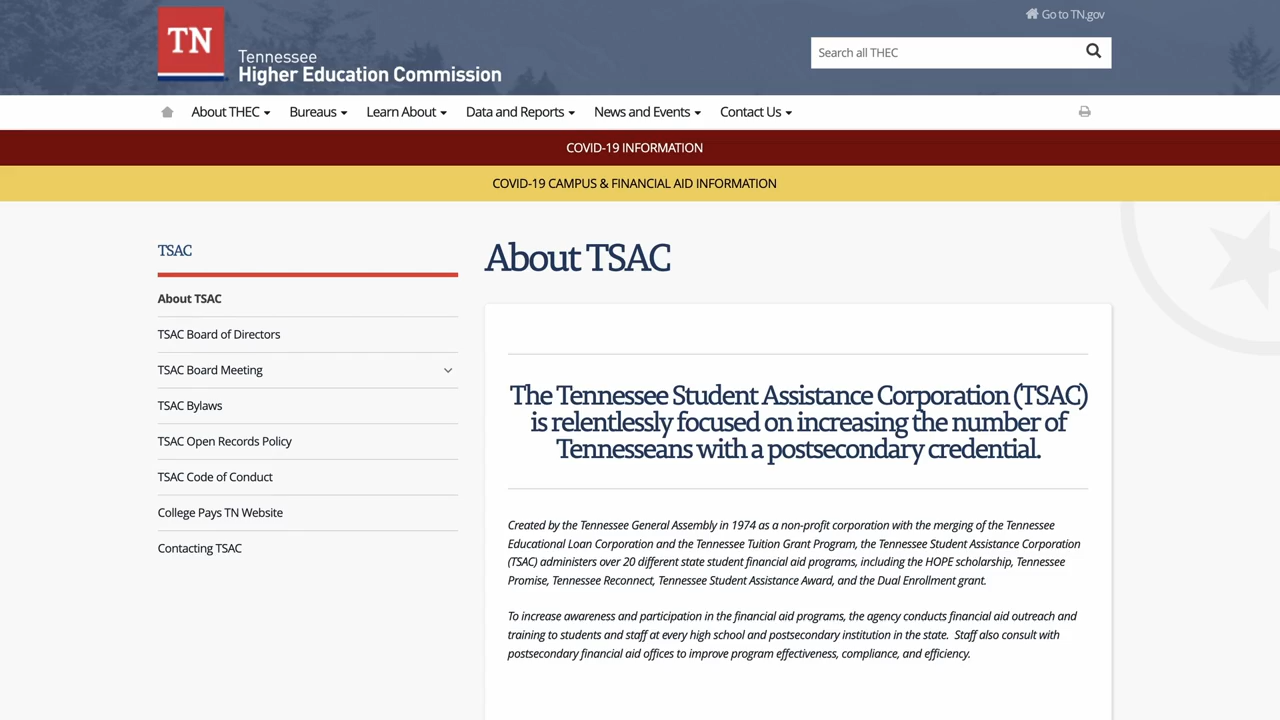 Go to TN.gov
TN
Tennessee
Higher Education Commission
Search all THEC
About THEC
Bureaus
Learn About
Data and Reports
News and Events
Contact Us
COVID-19 INFORMATION
COVID-19 CAMPUS & FINANCIAL AID INFORMATION
TSAC
About TSAC
TSAC Board of Directors
TSAC Board Meeting
TSAC Bylaws
TSAC Open Records Policy
TSAC Code of Conduct
College Pays TN Website
Contacting TSAC
About TSAC
The Tennessee Student Assistance Corporation (TSAC)
is relentlessly focused on increasing the number of
Tennesseans with a postsecondary credential.
Created by the Tennessee General Assembly in 1974 as a non-profit corporation with the merging of the Tennessee
Educational Loan Corporation and the Tennessee Tuition Grant Program, the Tennessee Student Assistance Corporation
(TSAC) administers over 20 different state student financial aid programs, including the HOPE scholarship, Tennessee
Promise, Tennessee Reconnect, Tennessee Student Assistance Award, and the Dual Enrollment grant.
To increase awareness and participation in the financial aid programs, the agency conducts financial aid outreach and
training to students and staff at every high school and postsecondary institution in the state. Staff also consult with
postsecondary financial aid offices to improve program effectiveness, compliance, and efficiency.